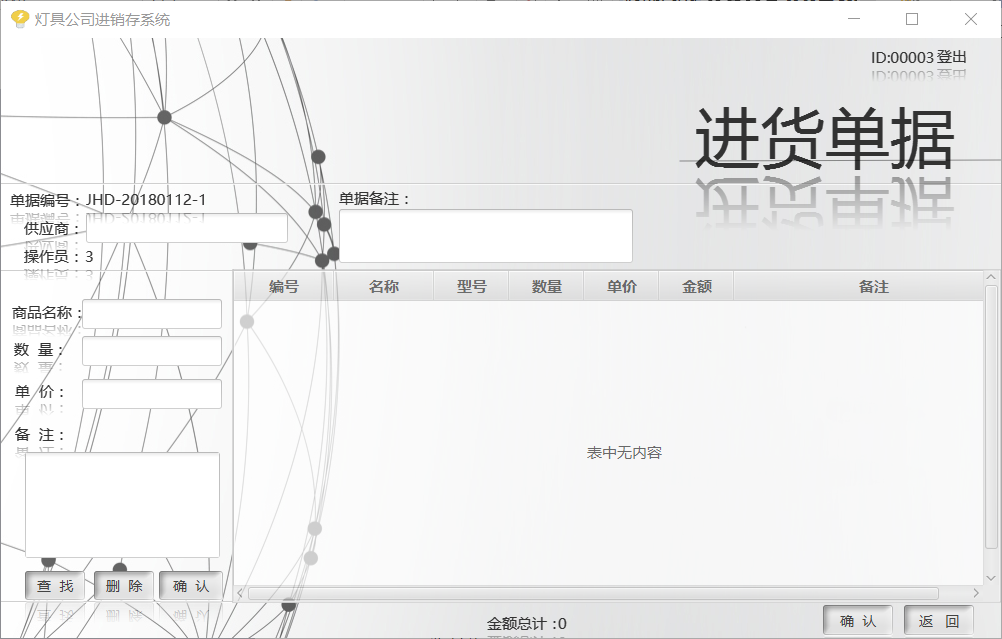 灯具公司进销存系统
ID:00003 登出
进货单据
单据编号：JHD-20180112-1
单据备注：
供应商：
操作员：3
编号 名称 型号 数量 单价 金额 备注
商品名称：
数 量：
单 价：
备 注：
表中无内容
查 找 删 除 确 认
金额总计 :0
确 认 返 回